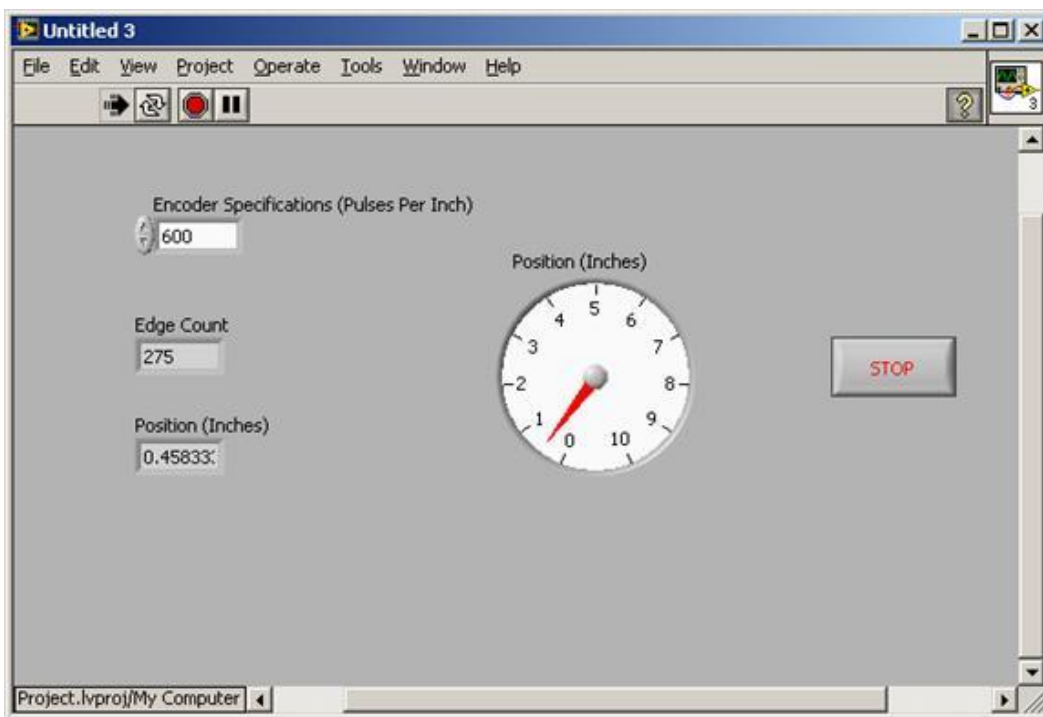 Untitled 3
File Edit View Project Operate Tools Window Help
3
Encoder Specifications (Pulses Per Inch)
600
Position (Inches)
Edge Count
275
Position (Inches)
0.45833
0
1
2
3
4
5
6
7
8
9
10
STOP
Project.lvproj/My Computer